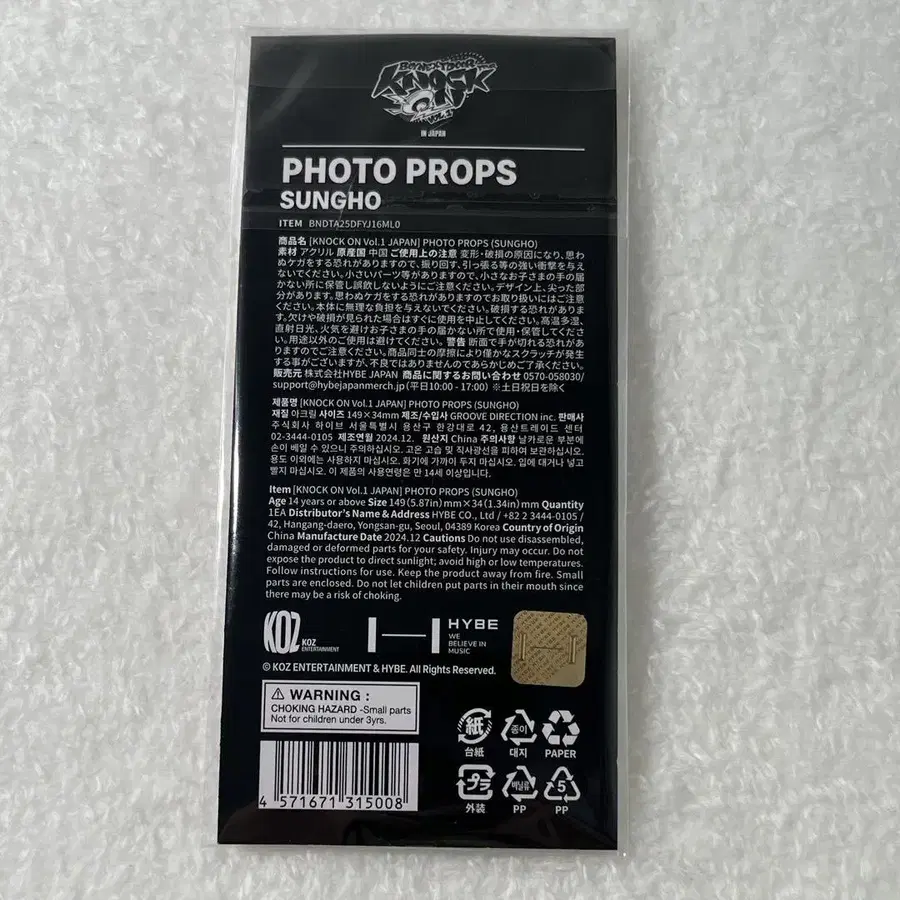 BOYNEXTDOOR
KNOCK
ON
VOL.1
IN JAPAN
PHOTO PROPS
SUNGHO
ITEM BNDTA25DFYJ16ML0
商品名 [KNOCK ON Vol.1 JAPAN] PHOTO PROPS (SUNGHO)
素材 アクリル 原産国 中国 ご使用上の注意 変形・破損の原因になり、思わ
ぬケガをする恐れがありますので、振り回す、引っ張る等の強い衝撃を与え
ないでください。小さいパーツ等がありますので、小さなお子さまの手の届
かない所に保管し誤飲しないようにご注意ください。デザイン上、尖った部
分があります。思わぬケガをする恐れがありますのでお取り扱いにはご注意
ください。本体に無理な負担を与えないでください。破損する恐れがありま
す。欠けや破損が見られた場合はすぐに使用を中止してください。高温多湿、
直射日光、火気を避けお子さまの手の届かない所で使用・保管してくださ
い。用途以外のご使用は避けてください。警告 断面で手が切れる恐れがあ
りますのでご注意ください。商品同士の摩擦により僅かなスクラッチが発生
する事がございますが、不良ではありませんのであらかじめご了承ください。
販売元 株式会社HYBE JAPAN 商品に関するお問い合わせ 0570-058030/
support@hybejapanmerch.jp (平日10:00 - 17:00) ※土日祝日を除く
제품명 [KNOCK ON Vol.1 JAPAN] PHOTO PROPS (SUNGHO)
재질 아크릴 사이즈 149×34mm 제조/수입사 GROOVE DIRECTION inc. 판매사
주식회사 하이브 서울특별시 용산구 한강대로 42, 용산트레이드 센터
02-3444-0105 제조연월 2024.12. 원산지 China 주의사항 날카로운 부분에
손이 베일 수 있으니 주의하십시오. 고온 고습 및 직사광선을 피하여 보관하십시오.
용도 이외에는 사용하지 마십시오. 화기에 가까이 두지 마십시오. 입에 대거나 넣고
빨지 마십시오. 이 제품의 사용연령은 만 14세 이상입니다.
Item [KNOCK ON Vol.1 JAPAN] PHOTO PROPS (SUNGHO)
Age 14 years or above Size 149 (5.87in) mm × 34 (1.34in) mm Quantity
1EA Distributor's Name & Address HYBE CO., Ltd / +82 2 3444-0105 /
42, Hangang-daero, Yongsan-gu, Seoul, 04389 Korea Country of Origin
China Manufacture Date 2024.12 Cautions Do not use disassembled,
damaged or deformed parts for your safety. Injury may occur. Do not
expose the product to direct sunlight; avoid high or low temperatures.
Follow instructions for use. Keep the product away from fire. Small
parts are enclosed. Do not let children put parts in their mouth since
there may be a risk of choking.
KOZ
KOZ
ENTERTAINMENT
HYBE
WE
BELIEVE IN
MUSIC
© KOZ ENTERTAINMENT & HYBE. All Rights Reserved.
WARNING :
CHOKING HAZARD -Small parts
Not for children under 3yrs.
紙
台紙
종이
대지
PAPER
プラ
外装
비닐류
PP
5
PP
4 571671 315008